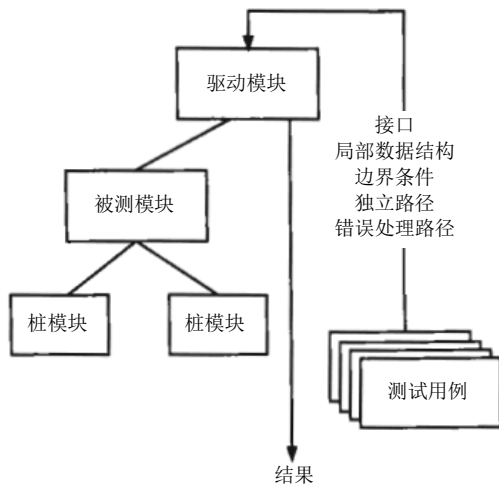 驱动模块
接口
局部数据结构
边界条件
独立路径
错误处理路径
被测模块
桩模块
桩模块
测试用例
结果